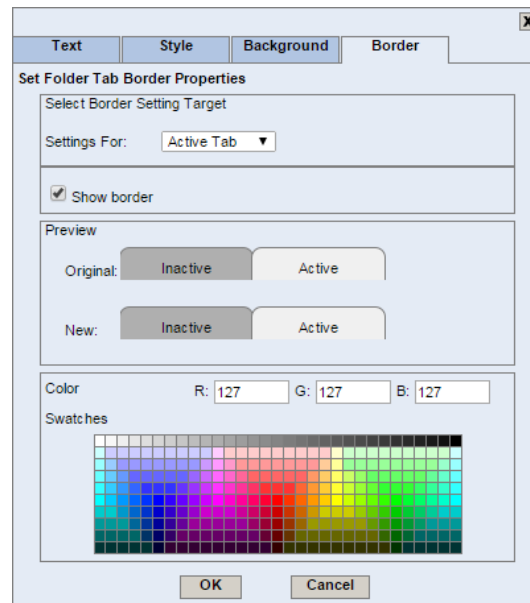 X
Text Style Background Border
Set Folder Tab Border Properties
Select Border Setting Target
Settings For: Active Tab ▼
Show border
Preview
Original: Inactive Active
New: Inactive Active
Color R: 127 G: 127 B: 127
Swatches
OK Cancel